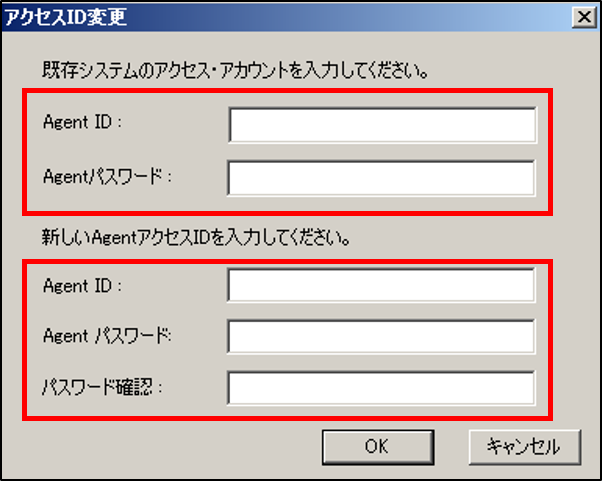 アクセスID変更
既存システムのアクセス・アカウントを入力してください。
Agent ID :
Agentパスワード :
新しいAgentアクセスIDを入力してください。
Agent ID :
Agent パスワード:
パスワード確認 :
OK キャンセル